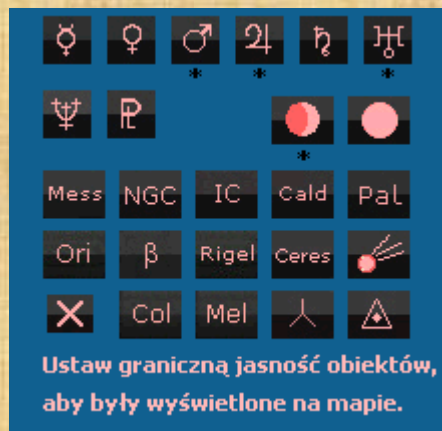 Mess NGC IC Cald Pal
Ori β Rigel Ceres
Col Mel
Ustaw graniczną jasność obiektów,
aby były wyświetlone na mapie.